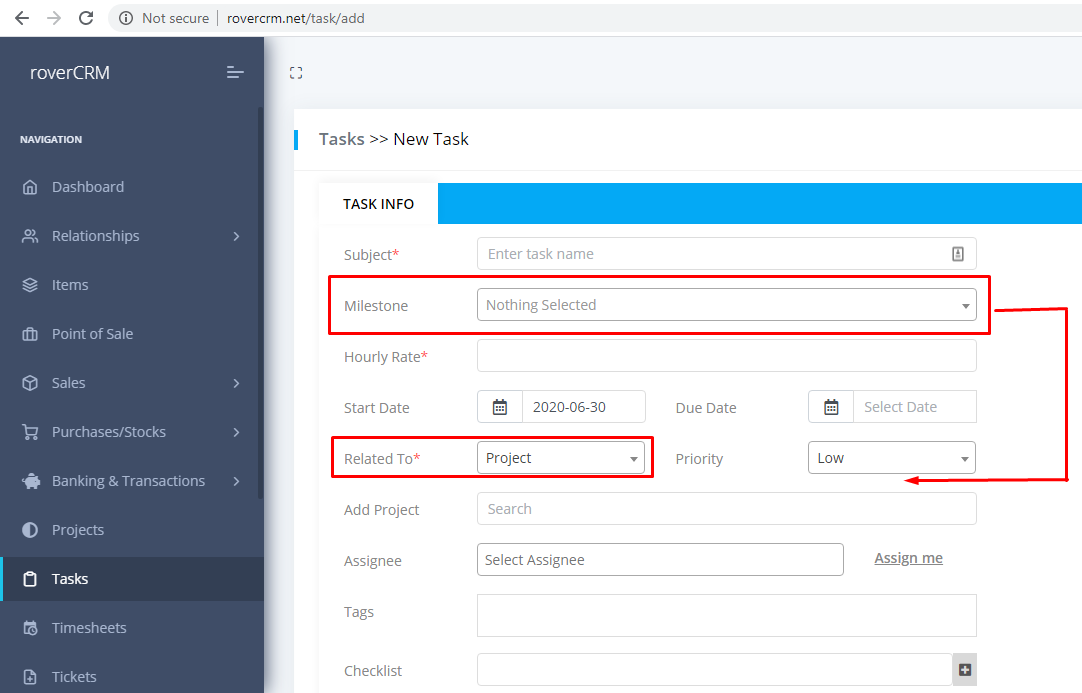 Not secure | rovercrm.net/task/add
roverCRM
NAVIGATION
Dashboard
Relationships
Items
Point of Sale
Sales
Purchases/Stocks
Banking & Transactions
Projects
Tasks
Timesheets
Tickets
Tasks >> New Task
TASK INFO
Subject* Enter task name
Milestone Nothing Selected
Hourly Rate*
Start Date 2020-06-30 Due Date Select Date
Related To* Project Priority Low
Add Project Search
Assignee Select Assignee Assign me
Tags
Checklist